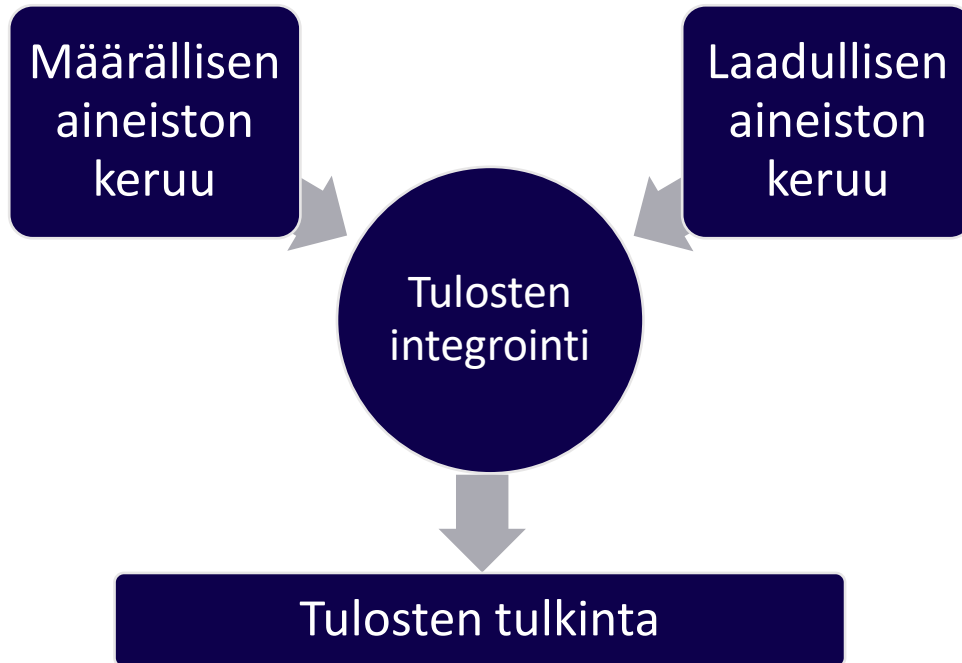 Määrällisen
aineiston
keruu
Laadullisen
aineiston
keruu
Tulosten
integrointi
Tulosten tulkinta